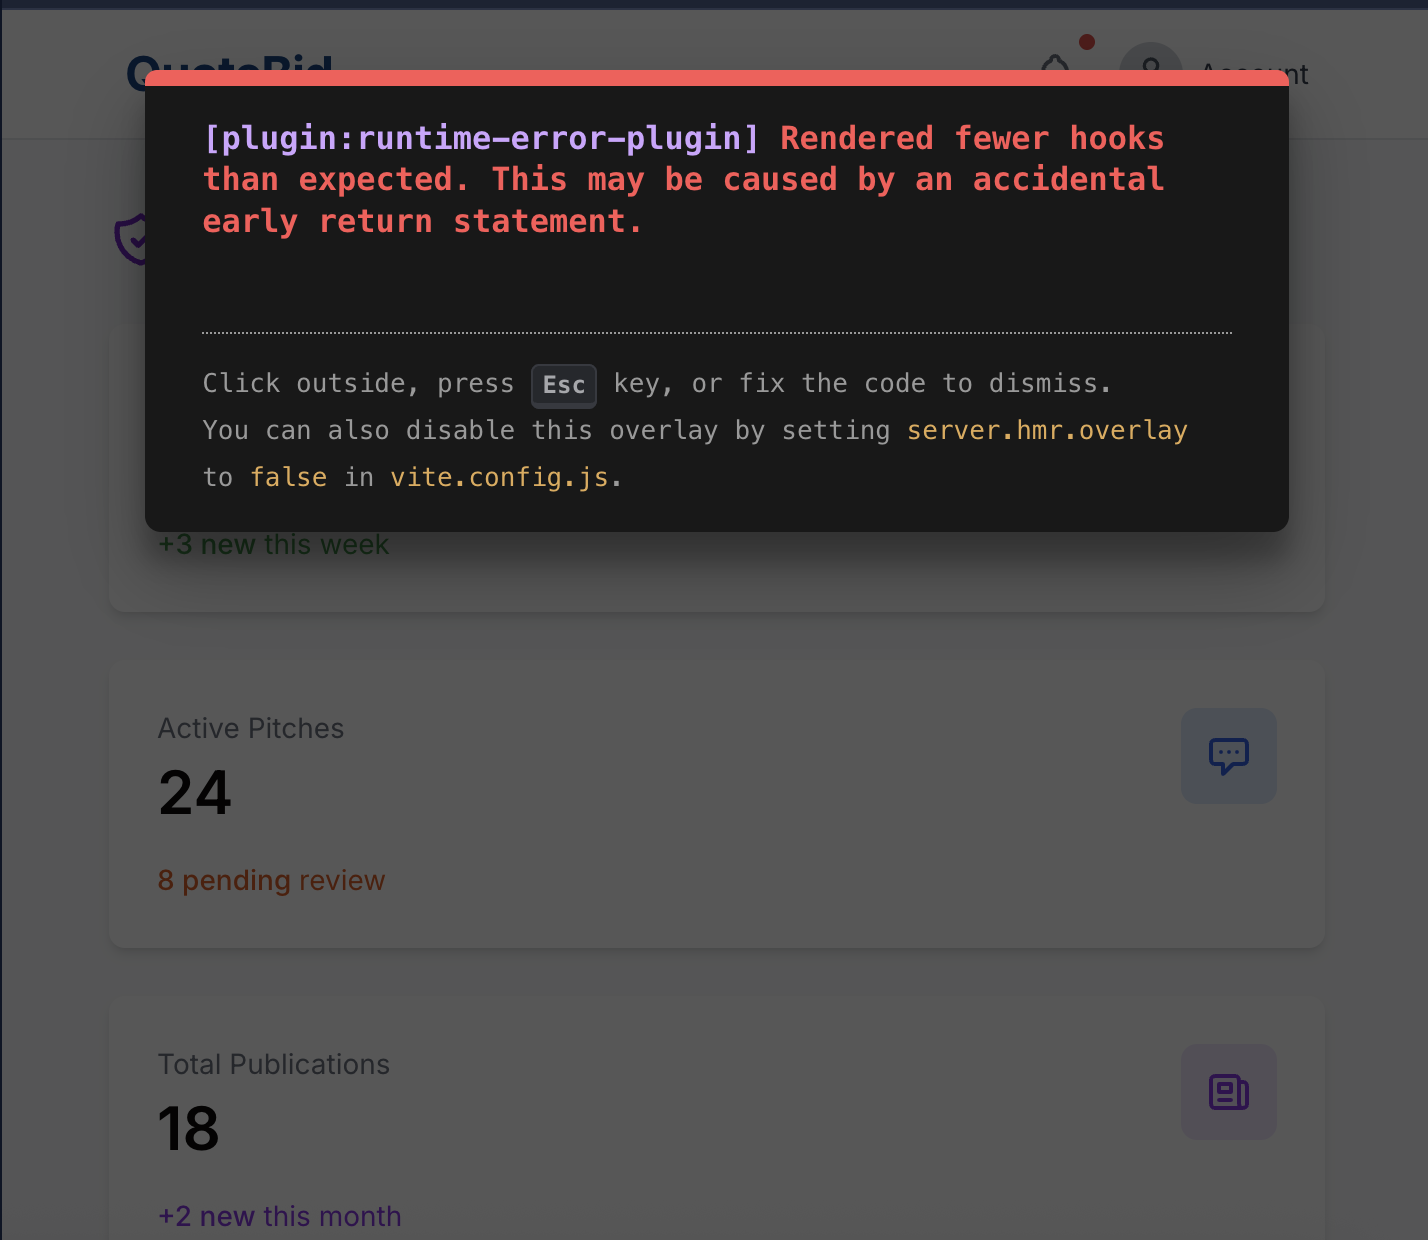 QuoteBid
Account
[plugin:runtime-error-plugin] Rendered fewer hooks
than expected. This may be caused by an accidental
early return statement.
Click outside, press Esc key, or fix the code to dismiss.
You can also disable this overlay by setting server.hmr.overlay
to false in vite.config.js.
+3 new this week
Active Pitches
24
8 pending review
Total Publications
18
+2 new this month